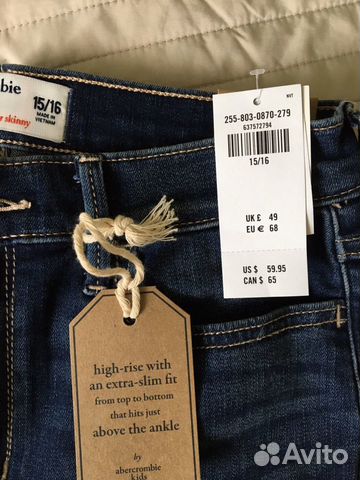 bie
15/16
MADE IN
VIETNAM
skinny
NVT
255-803-0870-279
637572794
15/16
UK £ 49
EU € 68
US $ 59.95
CAN $ 65
high-rise with
an extra-slim fit
from top to bottom
that hits just
above the ankle
by
abercrombie
kids
Avito